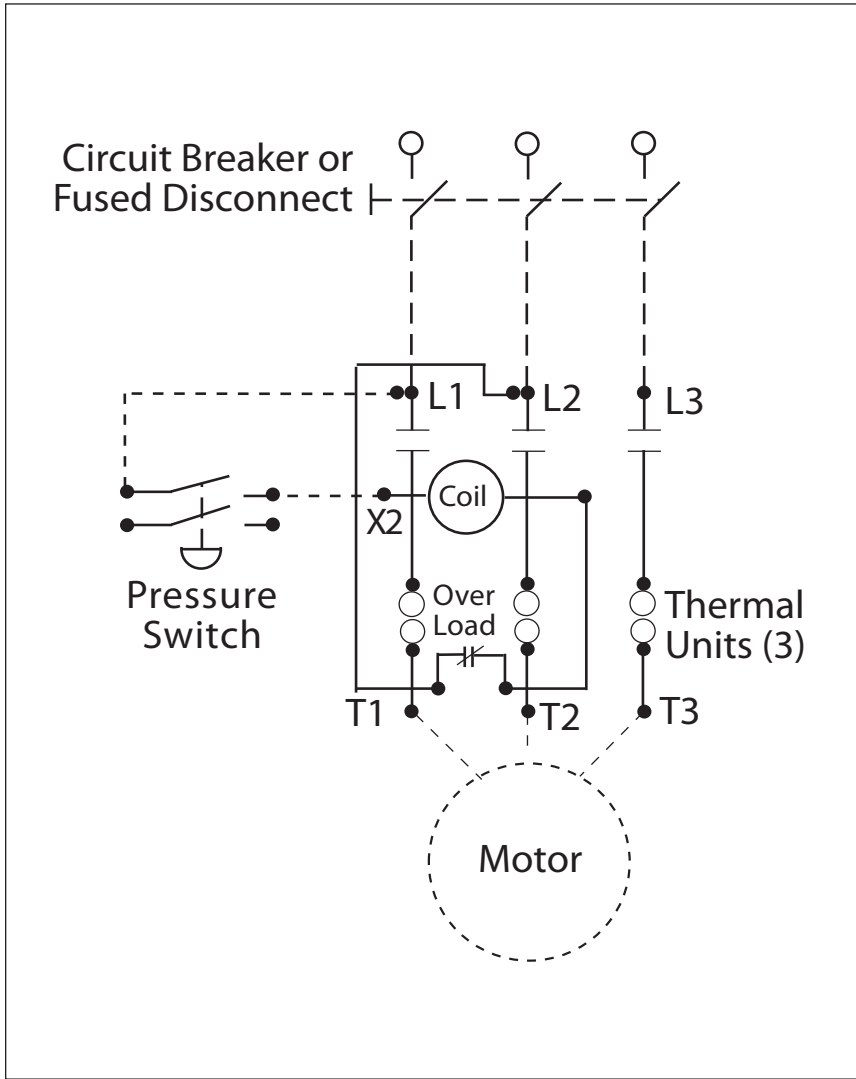 Circuit Breaker or
Fused Disconnect
L1
L2
L3
X2
Coil
Pressure
Switch
Over
Load
Thermal
Units (3)
T1
T2
T3
Motor